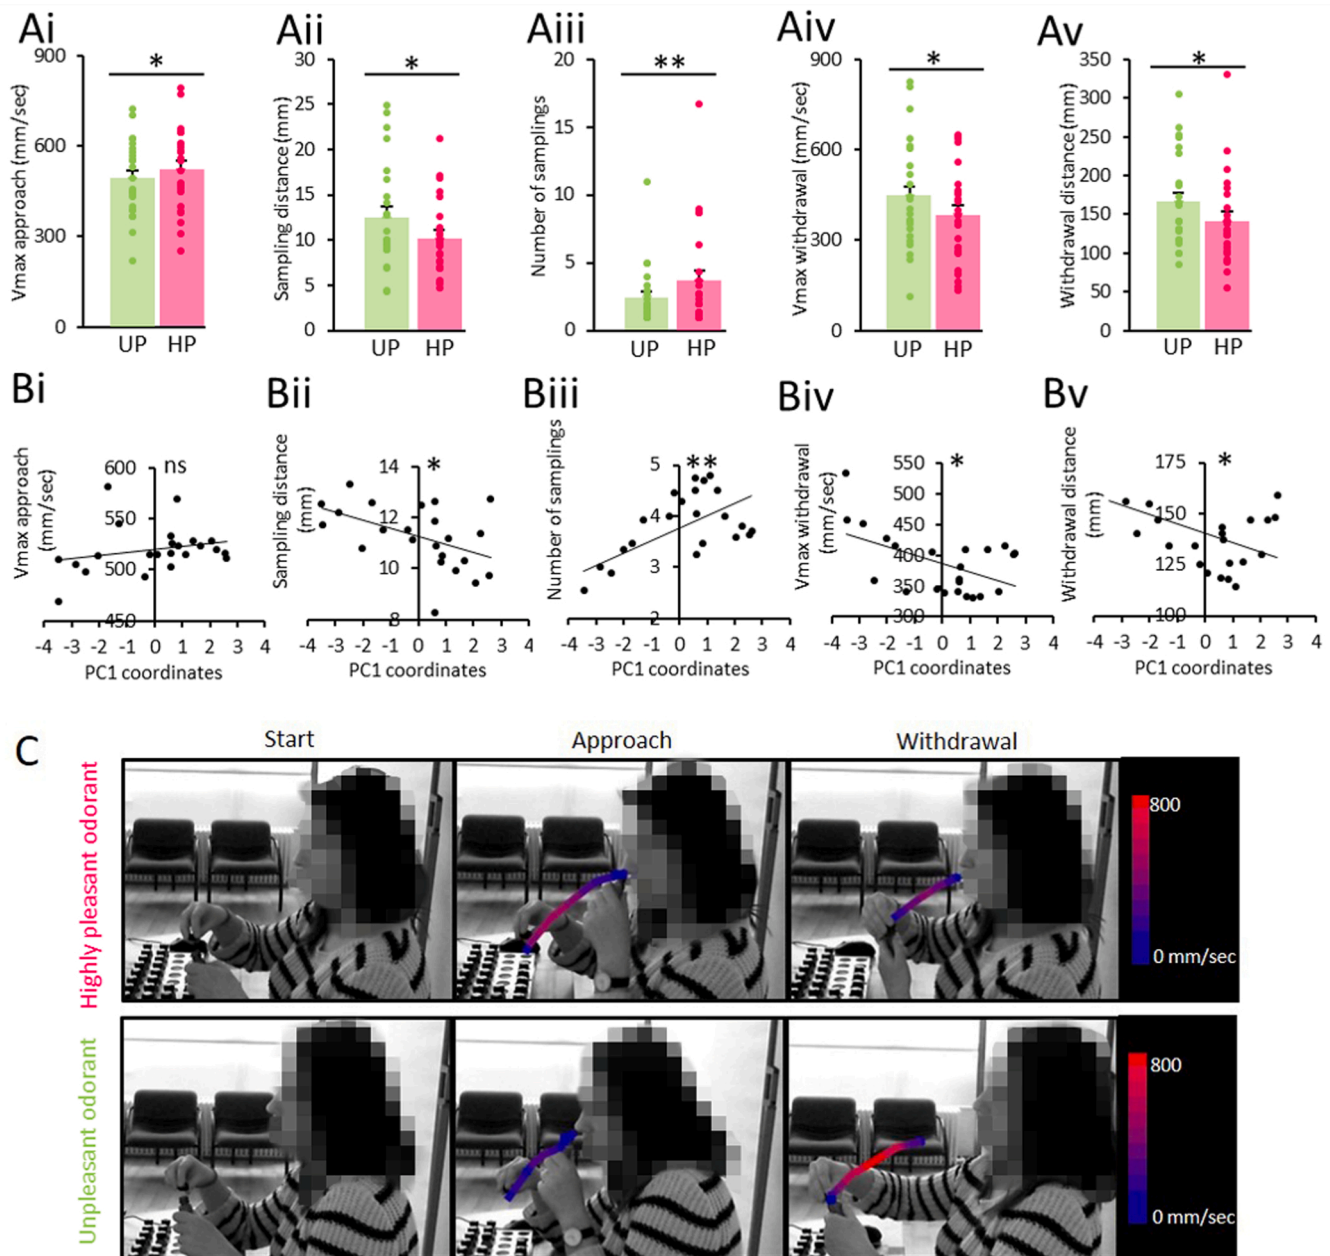 Ai
Aii
Aiii
Aiv
Av
Vmax approach (mm/sec)
900
600
300
0
*
UP
HP
Sampling distance (mm)
30
25
20
15
10
5
0
*
UP
HP
Number of samplings
20
15
10
5
0
**
UP
HP
Vmax withdrawal (mm/sec)
900
600
300
0
*
UP
HP
Withdrawal distance (mm)
350
300
250
200
150
100
50
0
*
UP
HP
Bi
Bii
Biii
Biv
Bv
Vmax approach
(mm/sec)
600
550
500
450
ns
-4 -3 -2 -1 0 1 2 3 4
PC1 coordinates
Sampling distance
(mm)
14
12
10
8
*
-4 -3 -2 -1 0 1 2 3 4
PC1 coordinates
Number of samplings
5
4
3
2
**
-4 -3 -2 -1 0 1 2 3 4
PC1 coordinates
Vmax withdrawal
(mm/sec)
550
500
450
400
350
300
*
-4 -3 -2 -1 0 1 2 3 4
PC1 coordinates
Withdrawal distance
(mm)
175
150
125
100
*
-4 -3 -2 -1 0 1 2 3 4
PC1 coordinates
C
Start
Approach
Withdrawal
Highly pleasant odorant
800
0 mm/sec
Unpleasant odorant
800
0 mm/sec